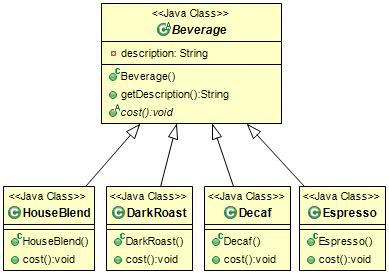 <<Java Class>>
Beverage
description: String
Beverage()
getDescription():String
cost():void
<<Java Class>>
HouseBlend
HouseBlend()
cost():void
<<Java Class>>
DarkRoast
DarkRoast()
cost():void
<<Java Class>>
Decaf
Decaf()
cost():void
<<Java Class>>
Espresso
Espresso()
cost():void